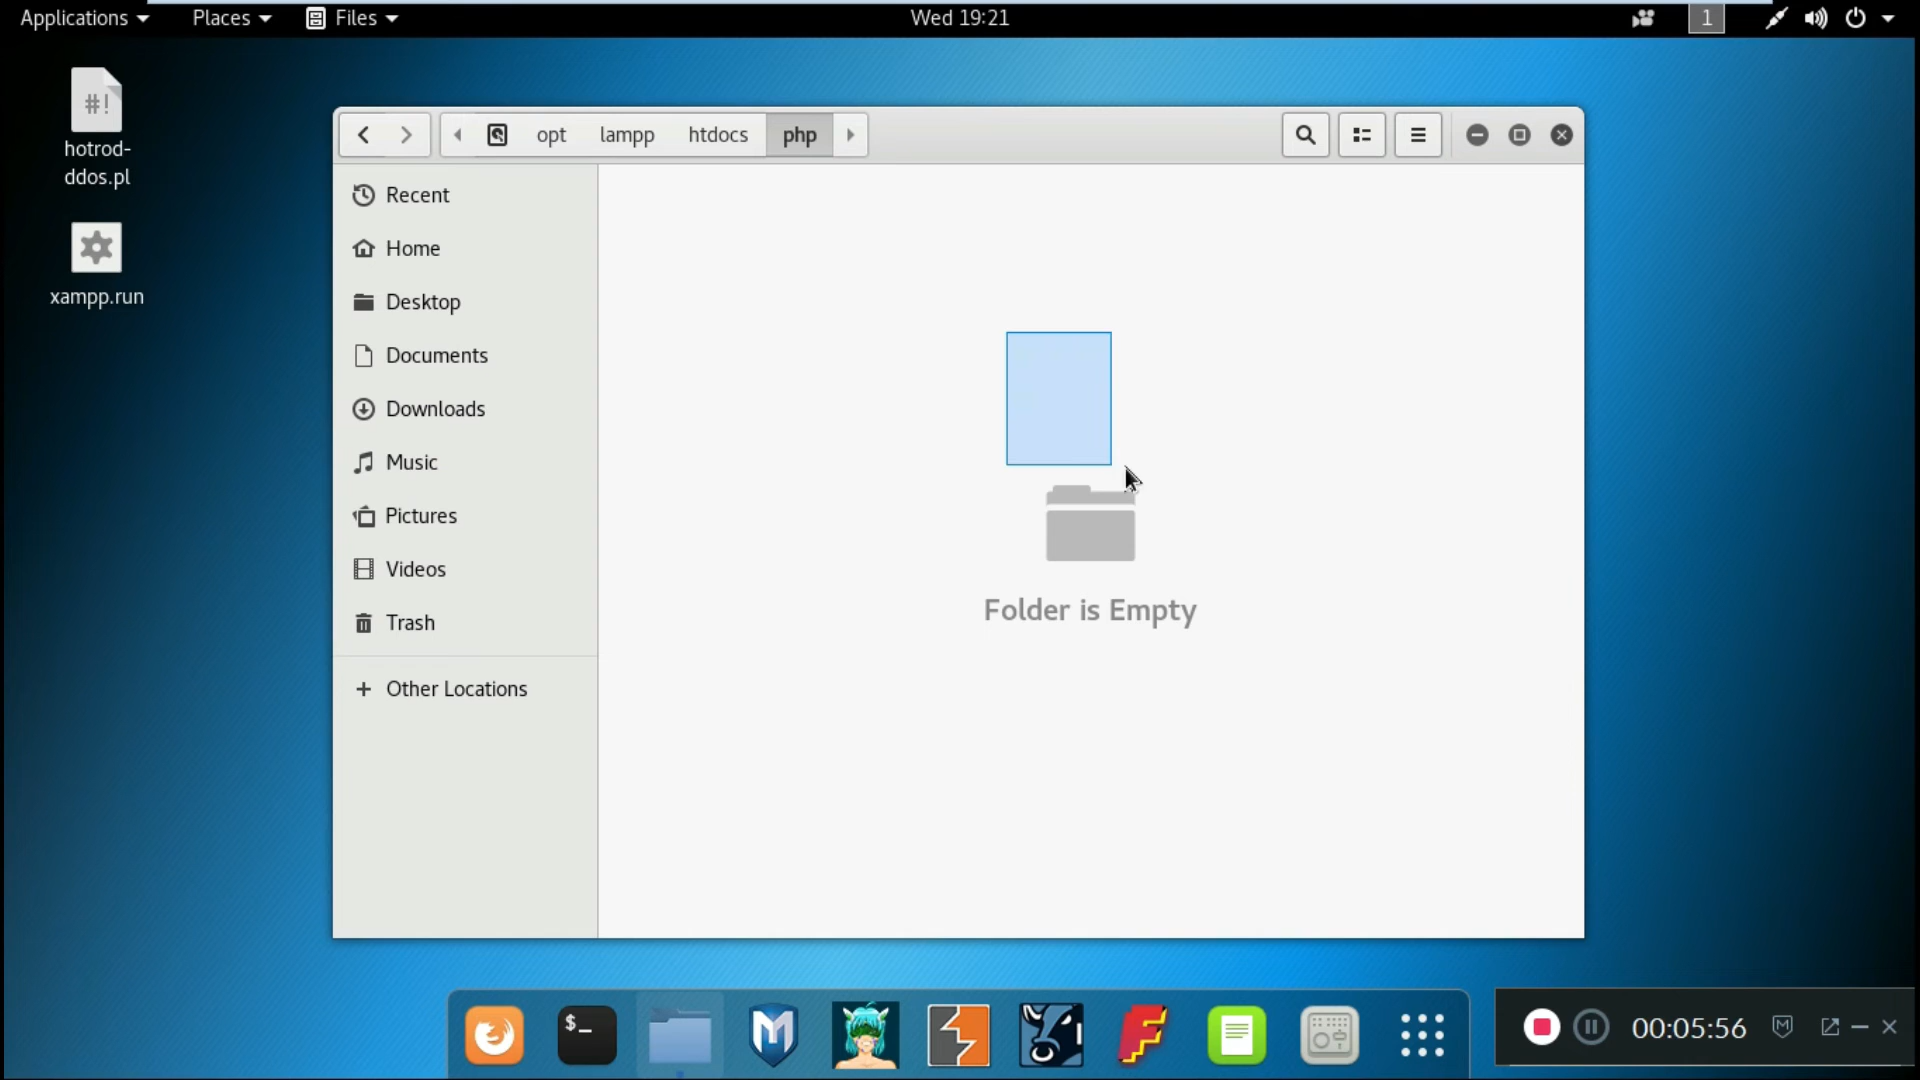 Applications Places Files Wed 19:21 1
#!
hotrod-
ddos.pl
xampp.run
opt lampp htdocs php
Recent
Home
Desktop
Documents
Downloads
Music
Pictures
Videos
Trash
+ Other Locations
Folder is Empty
$_
00:05:56